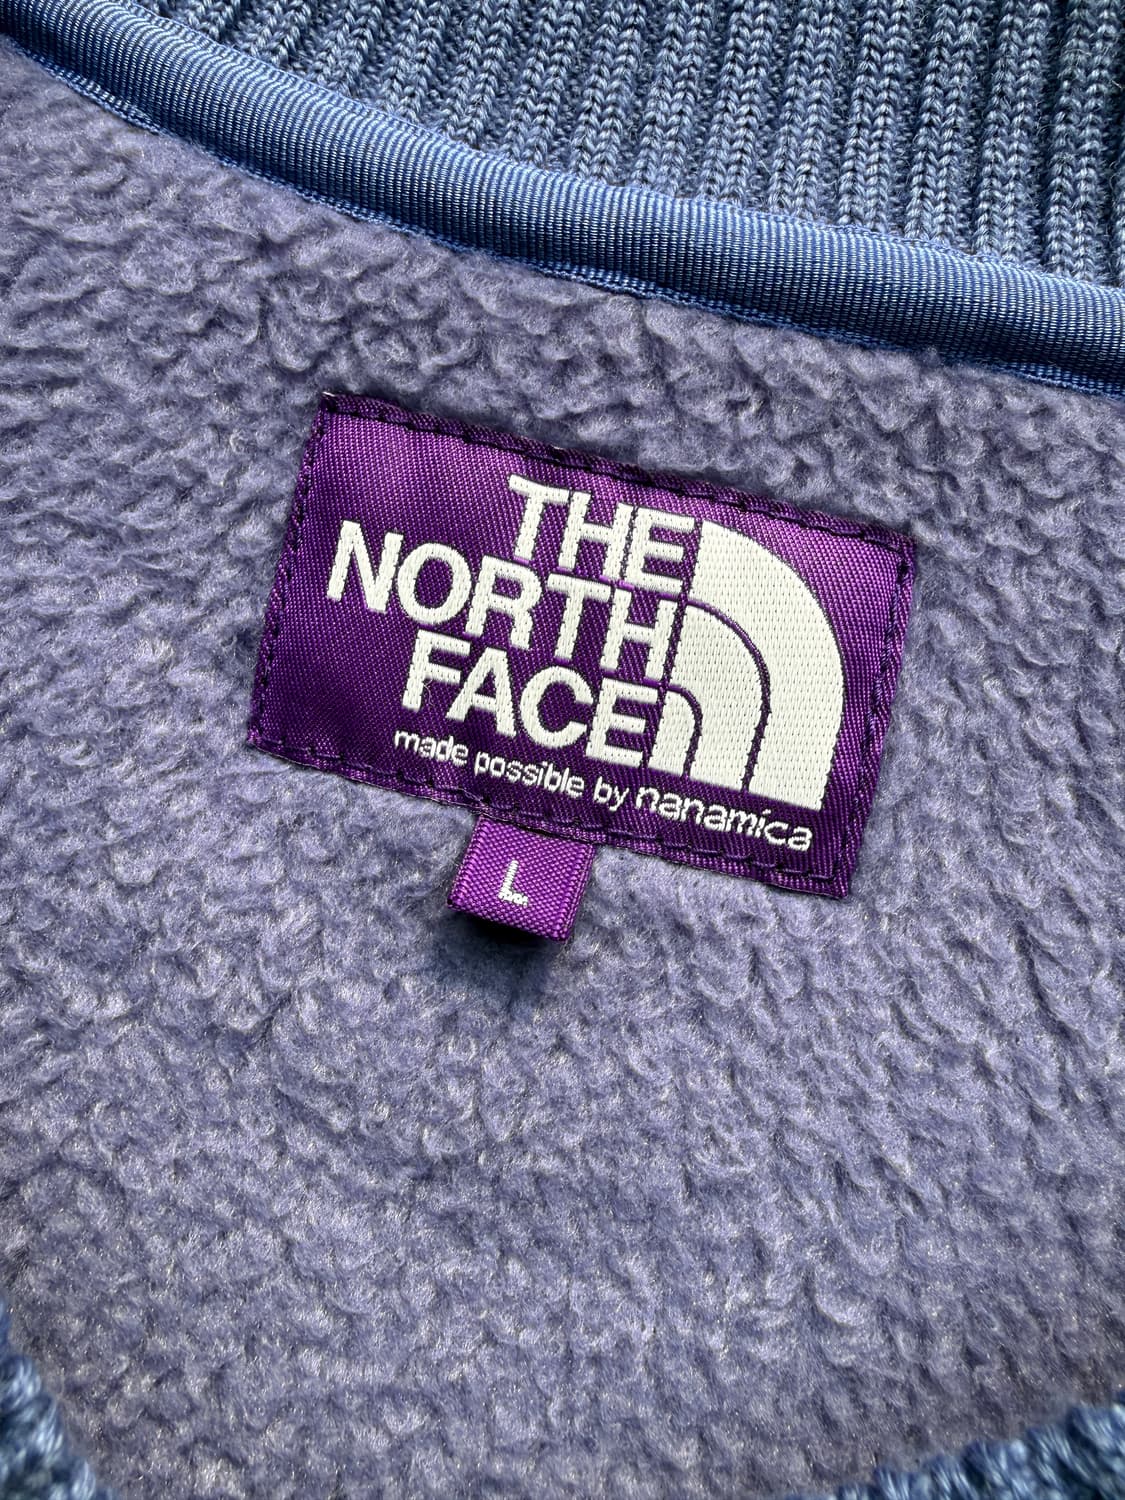 THE
NORTH
FACE
made possible by nanamica
L